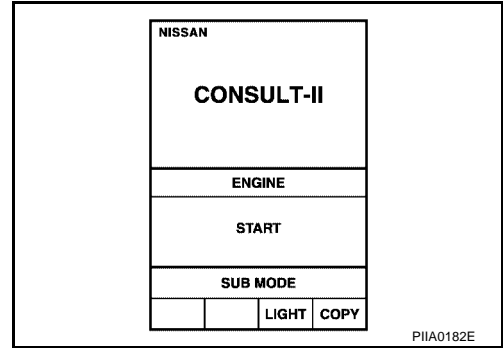 NISSAN
CONSULT-II
ENGINE
START
SUB MODE
LIGHT COPY
PIIA0182E